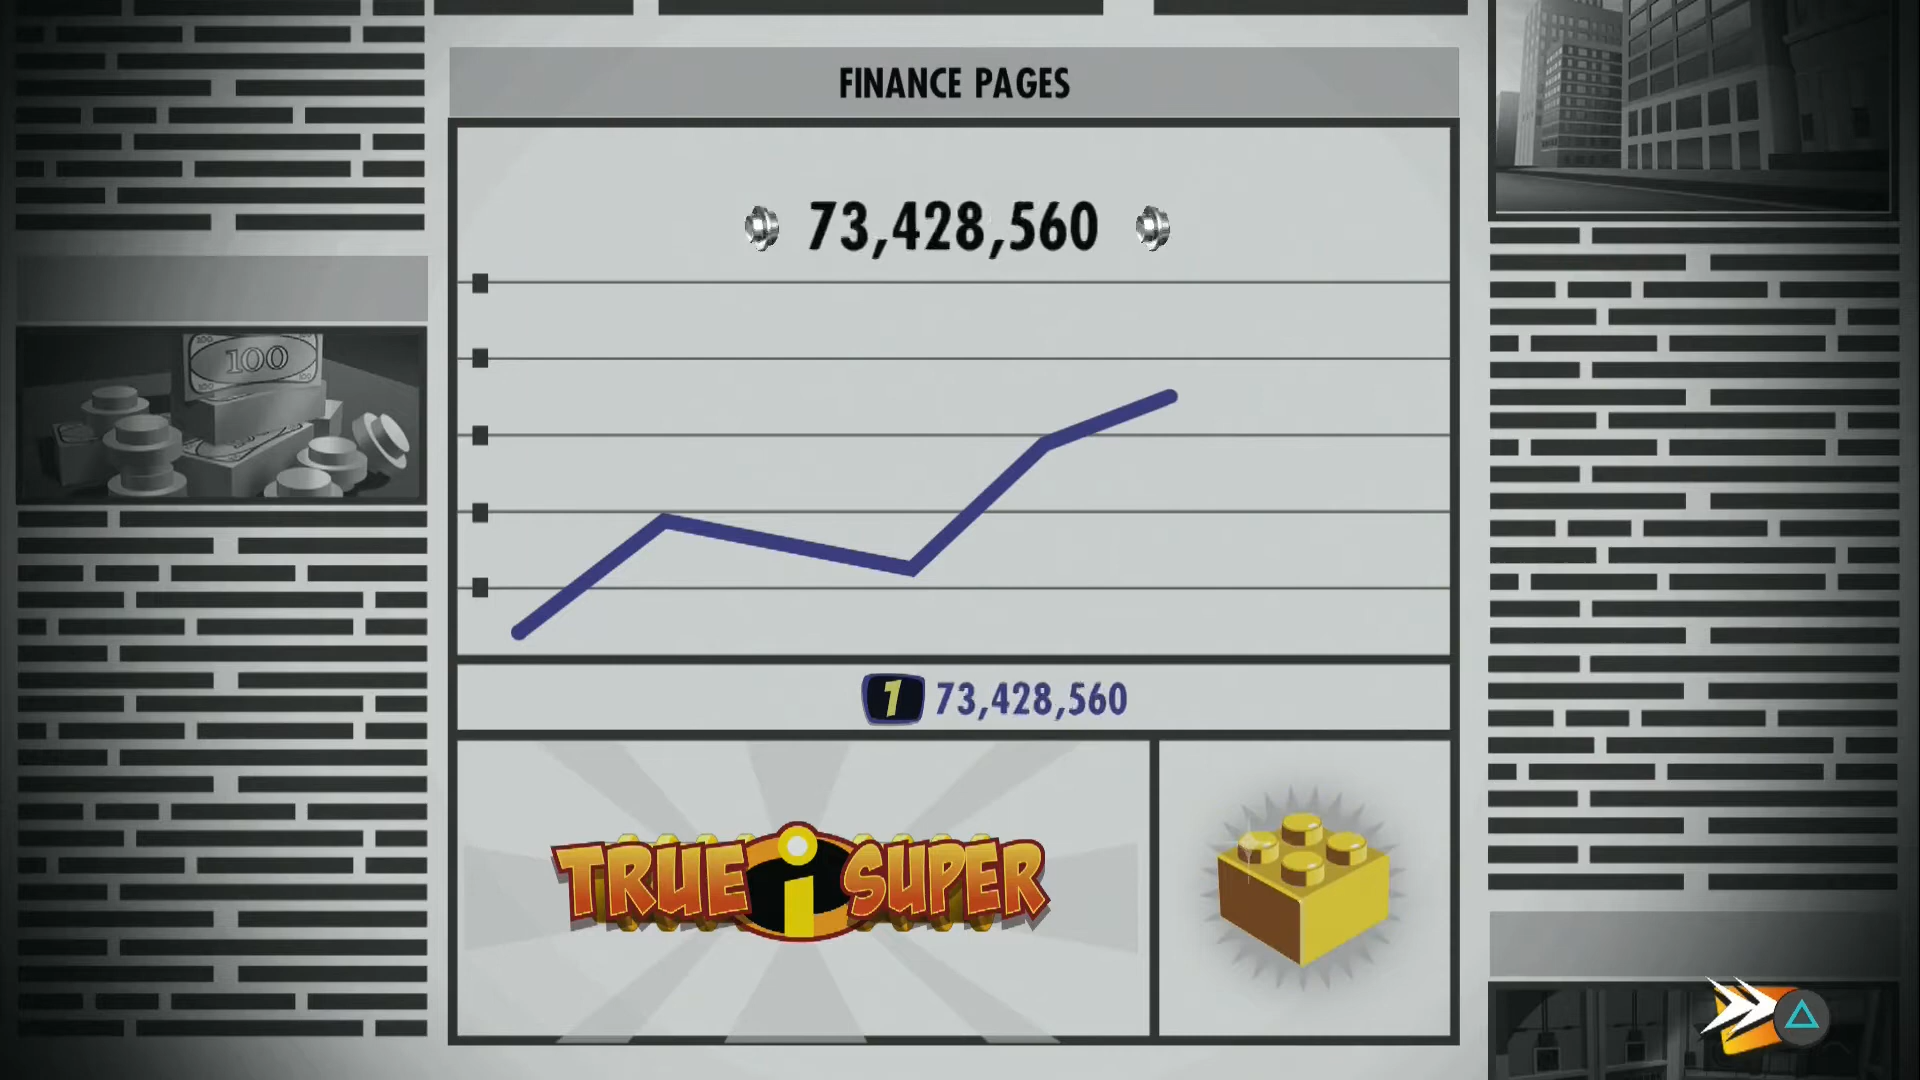 FINANCE PAGES
73,428,560
100
1 73,428,560
TRUE i SUPER